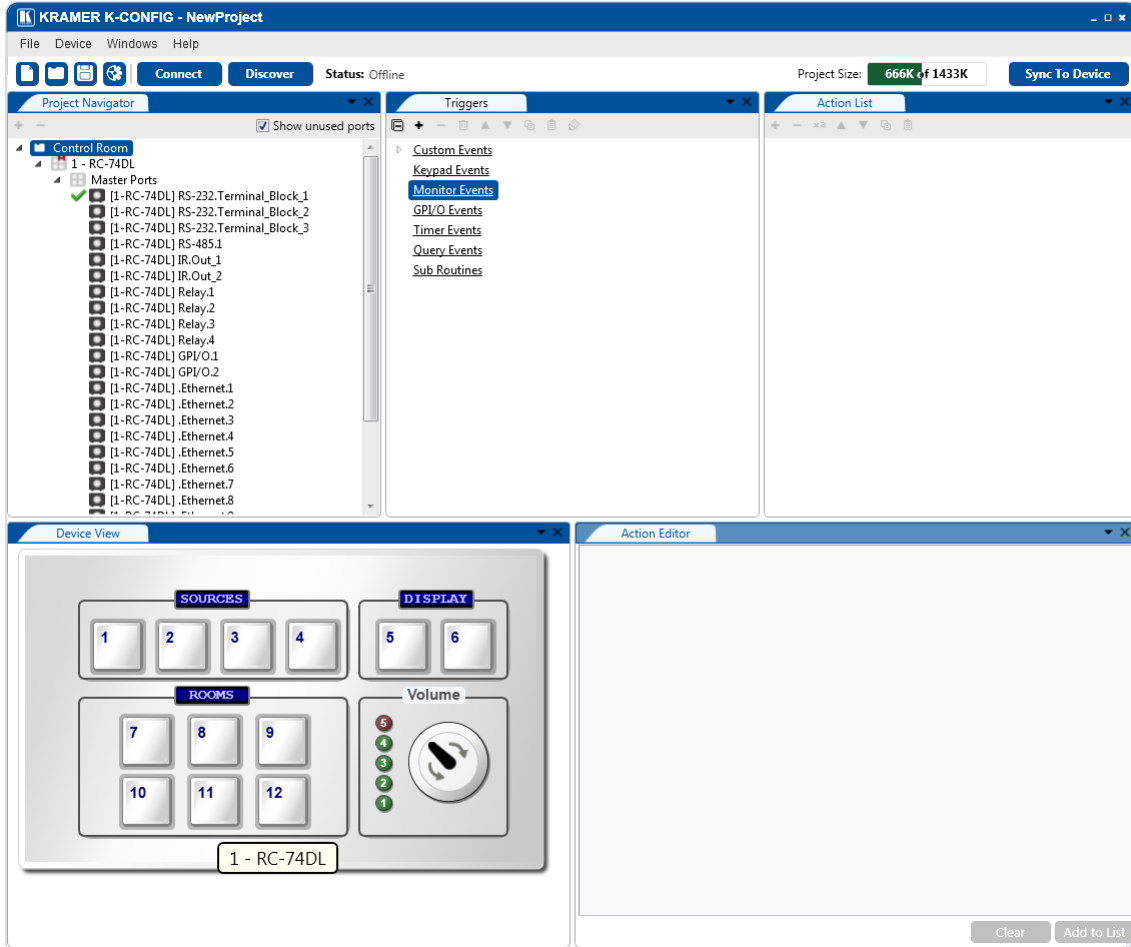 KRAMER K-CONFIG - NewProject
File Device Windows Help
Connect Discover Status: Offline Project Size: 666K of 1433K Sync To Device
Project Navigator
Show unused ports
Control Room
1 - RC-74DL
Master Ports
[1-RC-74DL] RS-232.Terminal_Block_1
[1-RC-74DL] RS-232.Terminal_Block_2
[1-RC-74DL] RS-232.Terminal_Block_3
[1-RC-74DL] RS-485.1
[1-RC-74DL] IR.Out_1
[1-RC-74DL] IR.Out_2
[1-RC-74DL] Relay.1
[1-RC-74DL] Relay.2
[1-RC-74DL] Relay.3
[1-RC-74DL] Relay.4
[1-RC-74DL] GPI/O.1
[1-RC-74DL] GPI/O.2
[1-RC-74DL] .Ethernet.1
[1-RC-74DL] .Ethernet.2
[1-RC-74DL] .Ethernet.3
[1-RC-74DL] .Ethernet.4
[1-RC-74DL] .Ethernet.5
[1-RC-74DL] .Ethernet.6
[1-RC-74DL] .Ethernet.7
[1-RC-74DL] .Ethernet.8
Triggers
Custom Events
Keypad Events
Monitor Events
GPI/O Events
Timer Events
Query Events
Sub Routines
Action List
Device View
SOURCES
1 2 3 4
DISPLAY
5 6
ROOMS
7 8 9
10 11 12
Volume
5
4
3
2
1
1 - RC-74DL
Action Editor
Clear Add to List